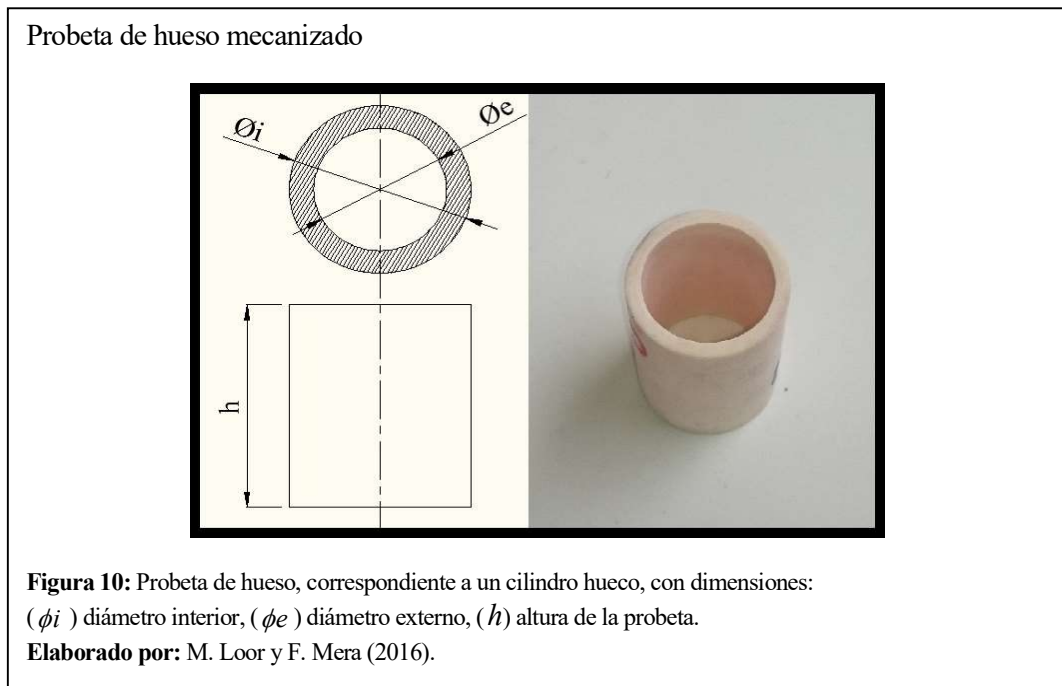 Probeta de hueso mecanizado
Øi
Øe
h
Figura 10: Probeta de hueso, correspondiente a un cilindro hueco, con dimensiones:
(ϕi ) diámetro interior, (ϕe ) diámetro externo, (h) altura de la probeta.
Elaborado por: M. Loor y F. Mera (2016).